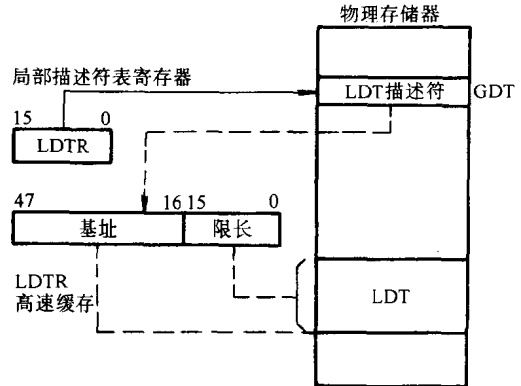 物理存储器
局部描述符表寄存器
LDT描述符 GDT
15 0
LDTR
47 16 15 0
基址 限长
LDTR
高速缓存
LDT